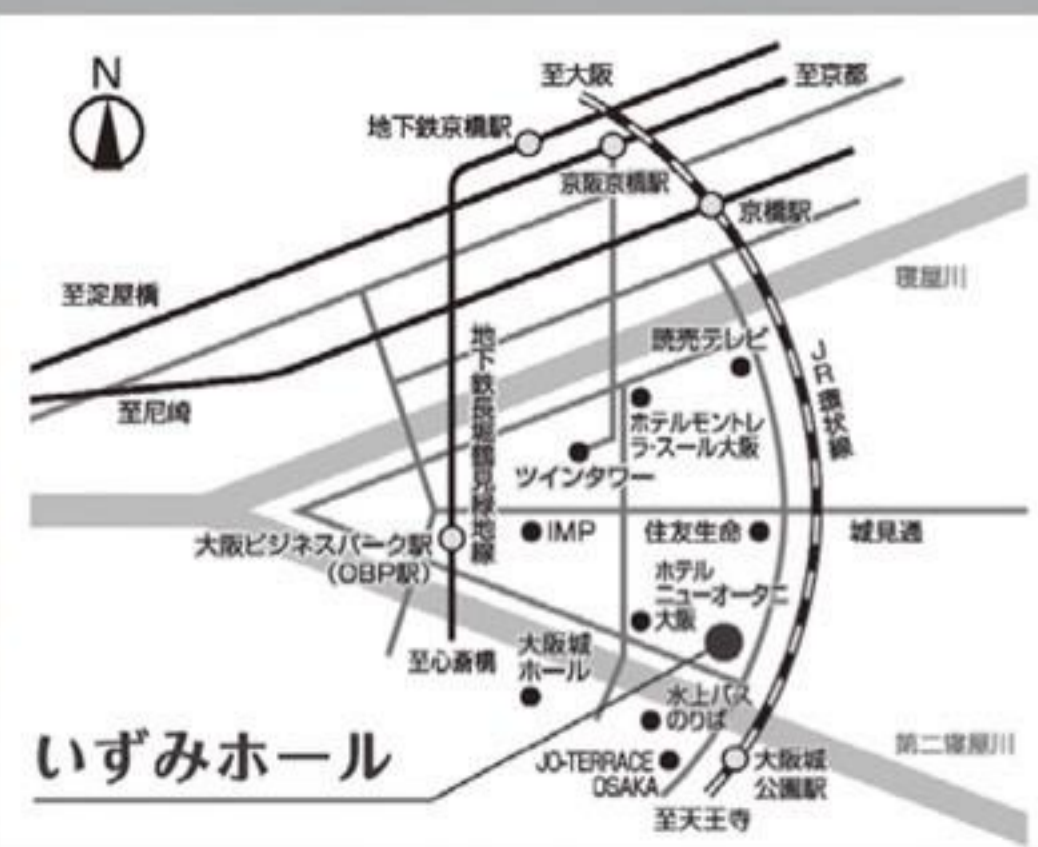 N
至大阪
至京都
地下鉄京橋駅
京阪京橋駅
京橋駅
至淀屋橋
寝屋川
至尼崎
地下鉄長堀鶴見緑地線
読売テレビ
JR環状線
ホテルモントレ
ラ・スール大阪
ツインタワー
大阪ビジネスパーク駅
(OBP駅)
IMP
住友生命
城見通
ホテル
ニューオータニ
大阪
至心斎橋
大阪城
ホール
水上バス
のりば
いずみホール
第二寝屋川
JO-TERRACE
OSAKA
大阪城
公園駅
至天王寺